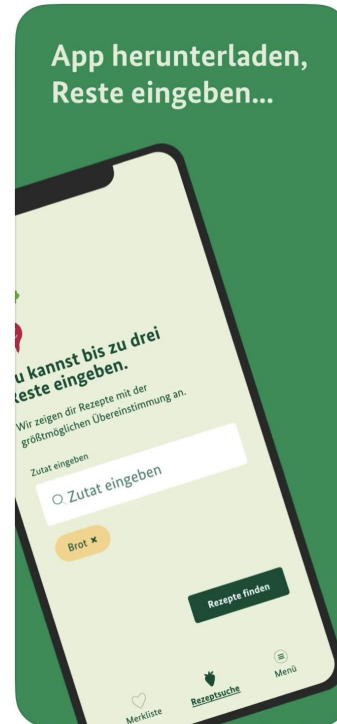 App herunterladen,
Reste eingeben...
u kannst bis zu drei
Reste eingeben.
Wir zeigen dir Rezepte mit der
größtmöglichen Übereinstimmung an.
Zutat eingeben
Zutat eingeben
Brot ×
Rezepte finden
Merkliste
Rezeptsuche
Menü